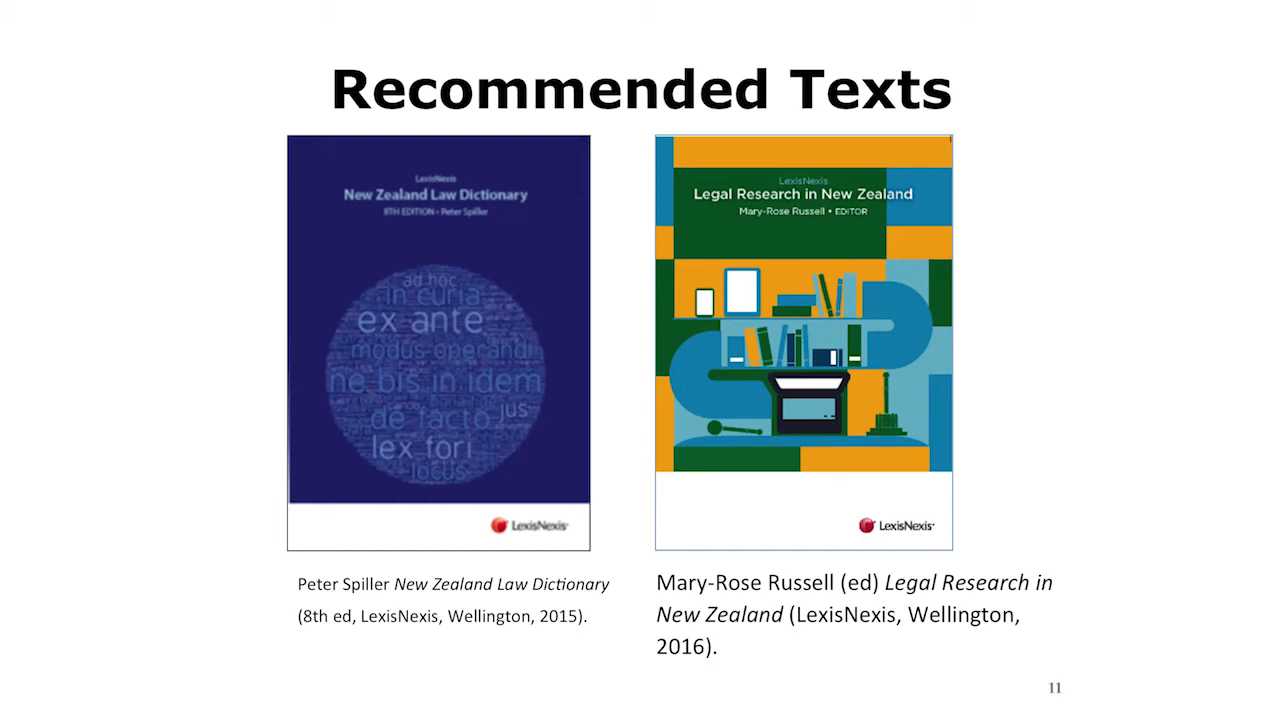 Recommended Texts
LexisNexis
New Zealand Law Dictionary
8TH EDITION • Peter Spiller
ad hoc
in curia
ex ante
modus operandi
ne bis in idem
de facto jus
lex fori
locus
LexisNexis
LexisNexis
Legal Research in New Zealand
Mary-Rose Russell • EDITOR
LexisNexis
Peter Spiller New Zealand Law Dictionary
(8th ed, LexisNexis, Wellington, 2015).
Mary-Rose Russell (ed) Legal Research in
New Zealand (LexisNexis, Wellington,
2016).
11